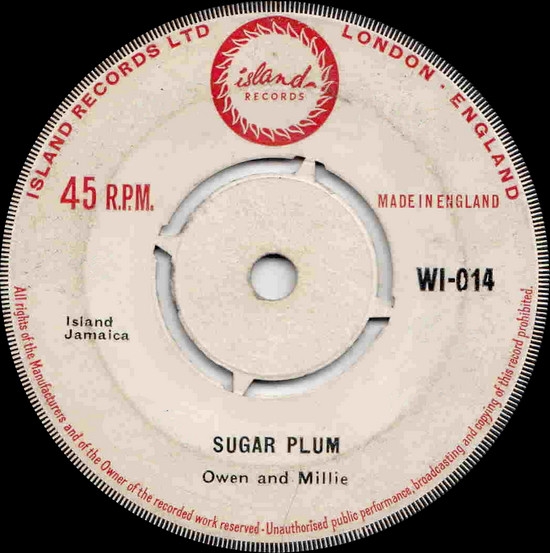 ISLAND RECORDS LTD LONDON · ENGLAND
island
RECORDS
45 R.P.M.
MADE IN ENGLAND
WI-014
Island
Jamaica
SUGAR PLUM
Owen and Millie
All rights of the Manufacturers and of the Owner of the recorded work reserved - Unauthorised public performance, broadcasting and copying of this record prohibited.